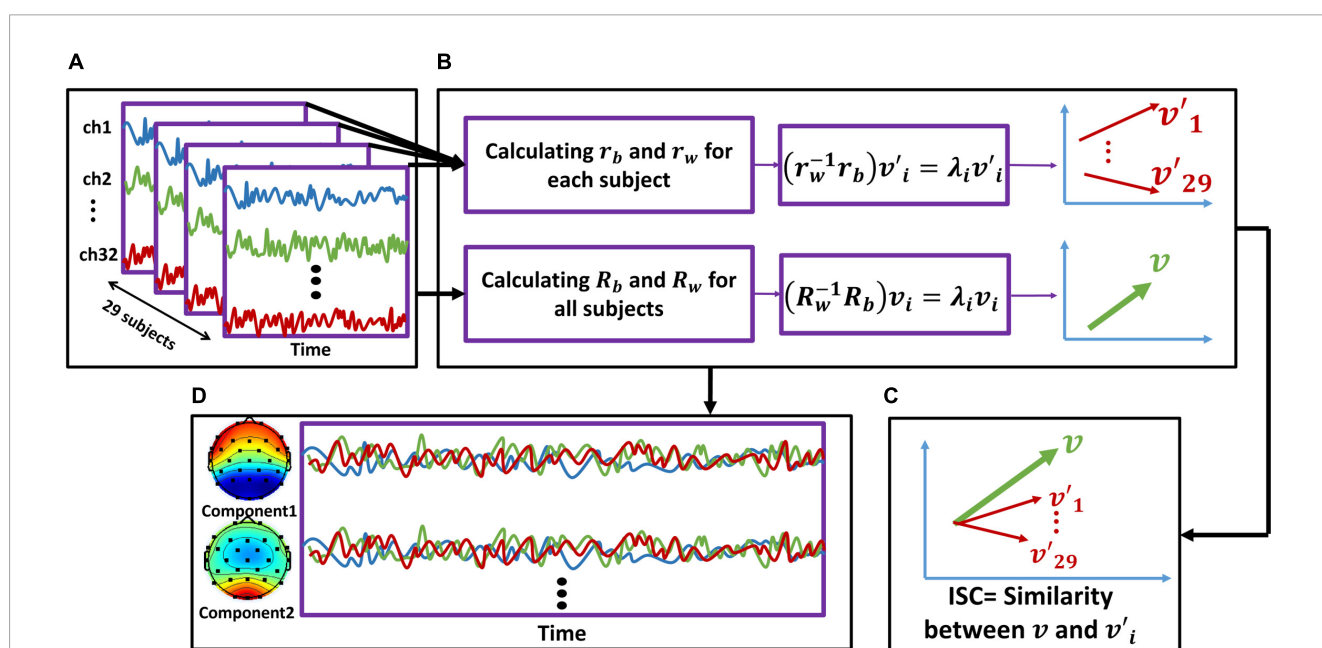 A
ch1
ch2
ch32
29 subjects
Time
B
Calculating r_b and r_w for
each subject
(r_w^{-1} r_b)v'_i = λ_i v'_i
v'_1
v'_29
Calculating R_b and R_w for
all subjects
(R_w^{-1} R_b)v_i = λ_i v_i
v
D
Component1
Component2
Time
C
v
v'_1
v'_29
ISC= Similarity
between v and v'_i